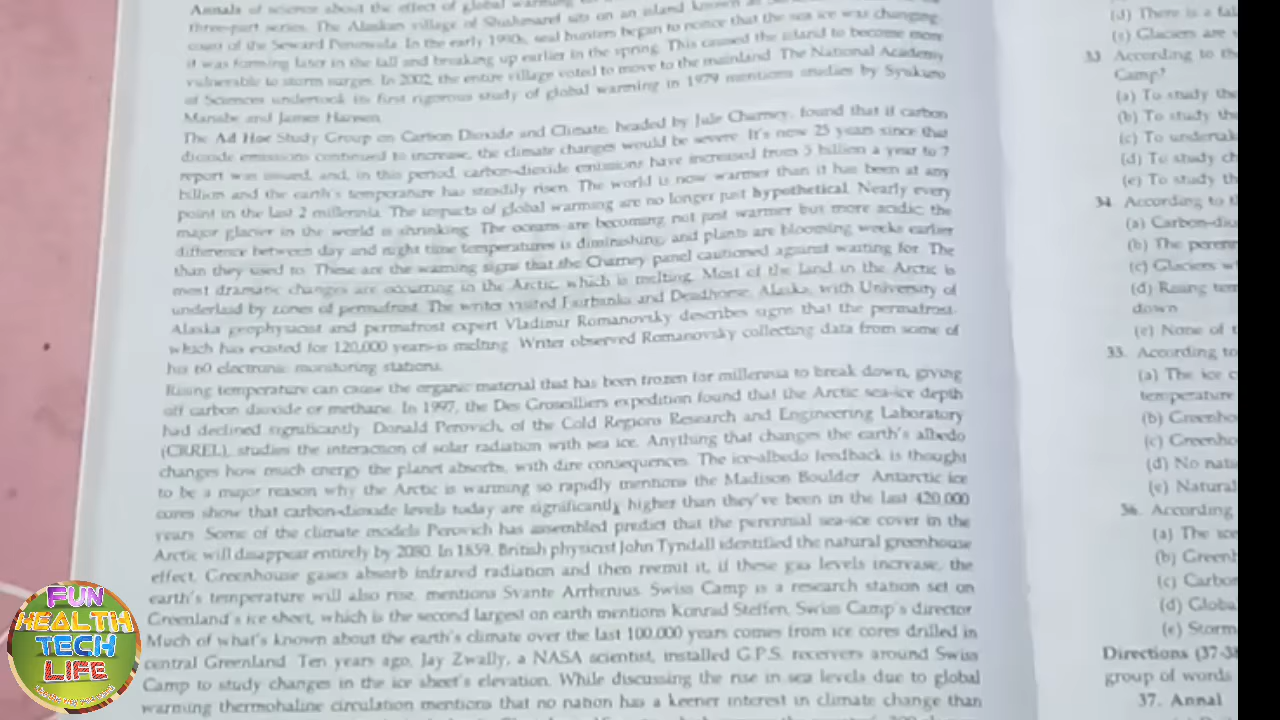 Annals of science about the effect of global warming
three-part series. The Alaskan village of Shishmaref sits on an island known as
coast of the Seward Peninsula. In the early 1990s, seal hunters began to notice that the sea ice was changing,
it was forming later in the fall and breaking up earlier in the spring. This caused the island to become more
vulnerable to storm surges. In 2002, the entire village voted to move to the mainland. The National Academy
of Sciences undertook its first rigorous study of global warming in 1979 mentions studies by Syukuro
Manabe and James Hansen.
The Ad Hoc Study Group on Carbon Dioxide and Climate, headed by Jule Charney, found that if carbon
dioxide emissions continued to increase, the climate changes would be severe. It's now 25 years since that
report was issued, and, in this period, carbon-dioxide emissions have increased from 5 billion a year to 7
billion and the earth's temperature has steadily risen. The world is now warmer than it has been at any
point in the last 2 millennia. The impacts of global warming are no longer just hypothetical. Nearly every
major glacier in the world is shrinking. The oceans are becoming not just warmer but more acidic; the
difference between day and night time temperatures is diminishing; and plants are blooming weeks earlier
than they used to. These are the warning signs that the Charney panel cautioned against waiting for. The
most dramatic changes are occurring in the Arctic, which is melting. Most of the land in the Arctic is
underlaid by zones of permafrost. The writer visited Fairbanks and Deadhorse, Alaska, with University of
Alaska geophysicist and permafrost expert Vladimir Romanovsky describes signs that the permafrost-
which has existed for 120,000 years-is melting. Writer observed Romanovsky collecting data from some of
his 60 electronic monitoring stations.
Rising temperature can cause the organic material that has been frozen for millennia to break down, giving
off carbon dioxide or methane. In 1997, the Des Groseilliers expedition found that the Arctic sea-ice depth
had declined significantly. Donald Perovich, of the Cold Regions Research and Engineering Laboratory
(CRREL), studies the interaction of solar radiation with sea ice. Anything that changes the earth's albedo
changes how much energy the planet absorbs, with dire consequences. The ice-albedo feedback is thought
to be a major reason why the Arctic is warming so rapidly mentions the Madison Boulder. Antarctic ice
cores show that carbon-dioxide levels today are significantly higher than they've been in the last 420,000
years. Some of the climate models Perovich has assembled predict that the perennial sea-ice cover in the
Arctic will disappear entirely by 2080. In 1859, British physicist John Tyndall identified the natural greenhouse
effect. Greenhouse gases absorb infrared radiation and then reemit it, if these gas levels increase, the
earth's temperature will also rise, mentions Svante Arrhenius. Swiss Camp is a research station set on
Greenland's ice sheet, which is the second largest on earth mentions Konrad Steffen, Swiss Camp's director.
Much of what's known about the earth's climate over the last 100,000 years comes from ice cores drilled in
central Greenland. Ten years ago, Jay Zwally, a NASA scientist, installed G.P.S. receivers around Swiss
Camp to study changes in the ice sheet's elevation. While discussing the rise in sea levels due to global
warming thermohaline circulation mentions that no nation has a keener interest in climate change than
(d) There is a
(e) Glaciers are
33 According to
Camp?
(a) To study the
(b) To study th
(c) To undertak
(d) To study ch
(e) To study th
34. According to
(a) Carbon-dio
(b) The peren
(c) Glaciers
(d) Rising tem
down
(e) None of
35. According to
(a) The ice
temperature
(b) Greenho
(c) Greenho
(d) No nati
(e) Natural
36. According
(a) The
(b) Greenh
(c) Carbo
(d) Globa
(e) Storm
Directions (37-38
group of words
37. Annal
FUN
HEALTH
TECH
LIFE